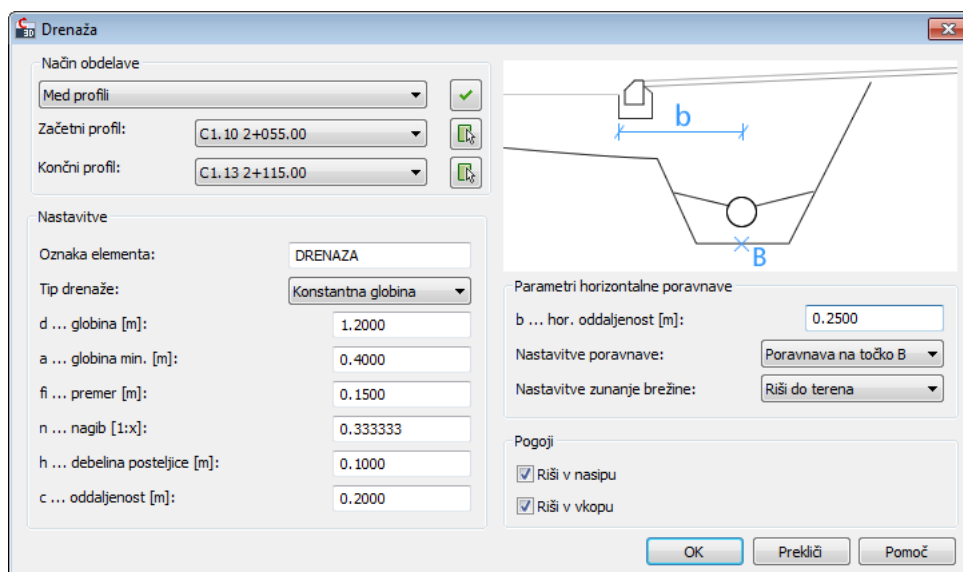 Drenaža
Način obdelave
Med profili
Začetni profil: C1.10 2+055.00
Končni profil: C1.13 2+115.00
Nastavitve
Oznaka elementa: DRENAZA
Tip drenaže: Konstantna globina
d ... globina [m]: 1.2000
a ... globina min. [m]: 0.4000
fi ... premer [m]: 0.1500
n ... nagib [1:x]: 0.333333
h ... debelina posteljice [m]: 0.1000
c ... oddaljenost [m]: 0.2000
b
B
Parametri horizontalne poravnave
b ... hor. oddaljenost [m]: 0.2500
Nastavitve poravnave: Poravnava na točko B
Nastavitve zunanje brežine: Riši do terena
Pogoji
Riši v nasipu
Riši v vkopu
OK Prekliči Pomoč